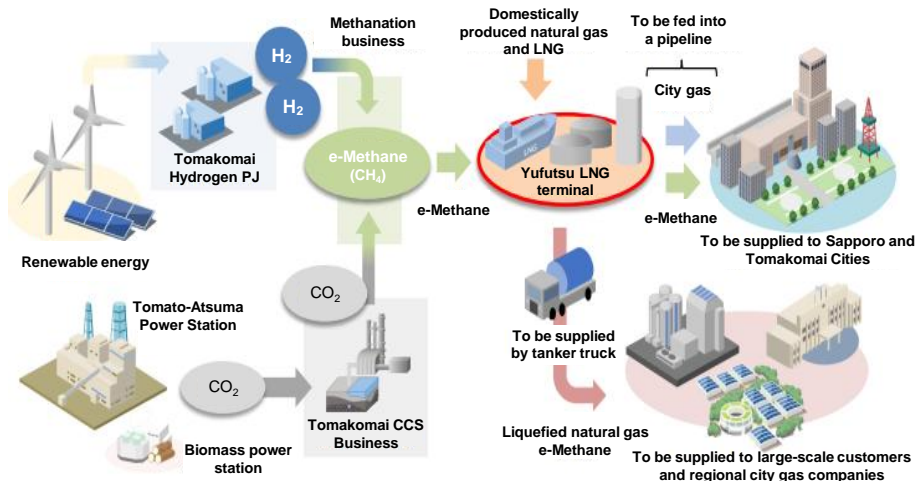 Methanation
business
Domestically
produced natural gas
and LNG
To be fed into
a pipeline
City gas
H2
H2
Tomakomai
Hydrogen PJ
e-Methane
(CH4)
LNG
Yufutsu LNG
terminal
e-Methane
e-Methane
Renewable energy
To be supplied to Sapporo and
Tomakomai Cities
CO2
Tomato-Atsuma
Power Station
To be supplied
by tanker truck
CO2
Tomakomai CCS
Business
Biomass power
station
Liquefied natural gas
e-Methane
To be supplied to large-scale customers
and regional city gas companies